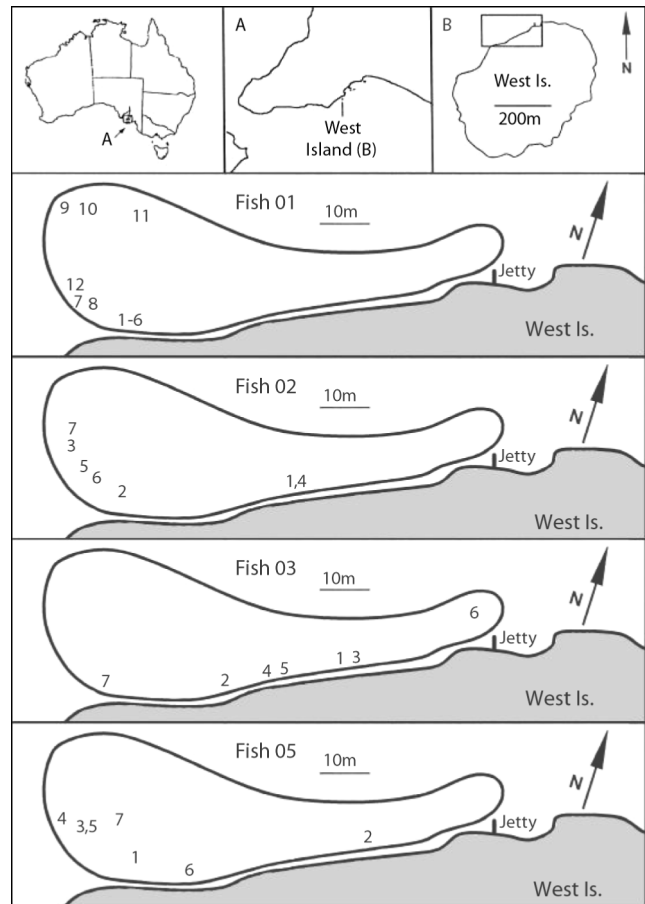 A
A
West
Island (B)
B
West Is.
200m
N
Fish 01
10m
N
9 10 11
12
7 8
1-6
Jetty
West Is.
Fish 02
10m
N
7
3
5
6
2
1,4
Jetty
West Is.
Fish 03
10m
N
6
7 2 4 5 1 3
Jetty
West Is.
Fish 05
10m
N
4 3,5 7
1
6
2
Jetty
West Is.